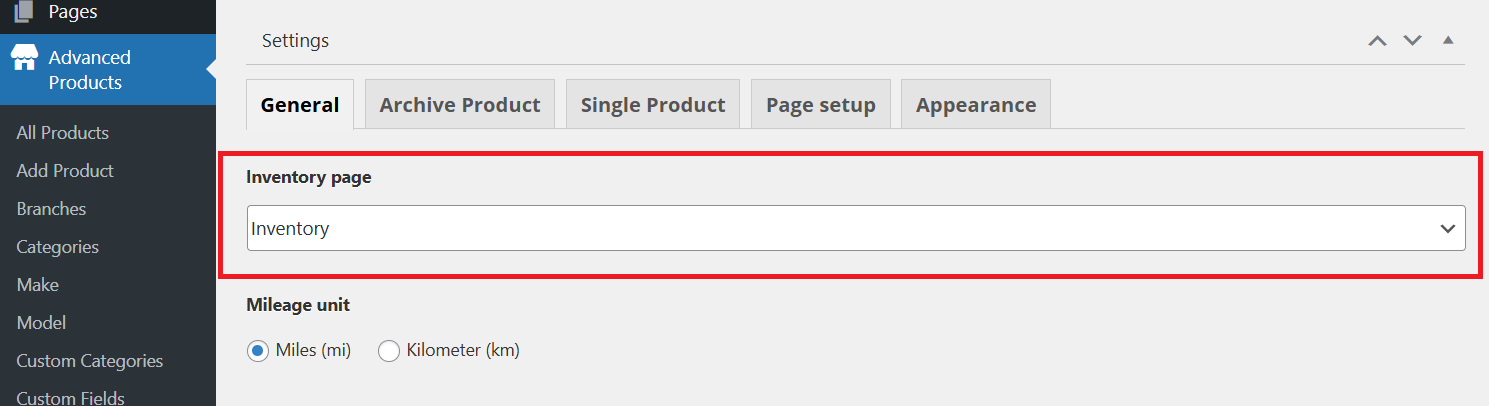 Pages
Advanced
Products
All Products
Add Product
Branches
Categories
Make
Model
Custom Categories
Custom Fields
Settings
General Archive Product Single Product Page setup Appearance
Inventory page
Inventory
Mileage unit
Miles (mi) Kilometer (km)